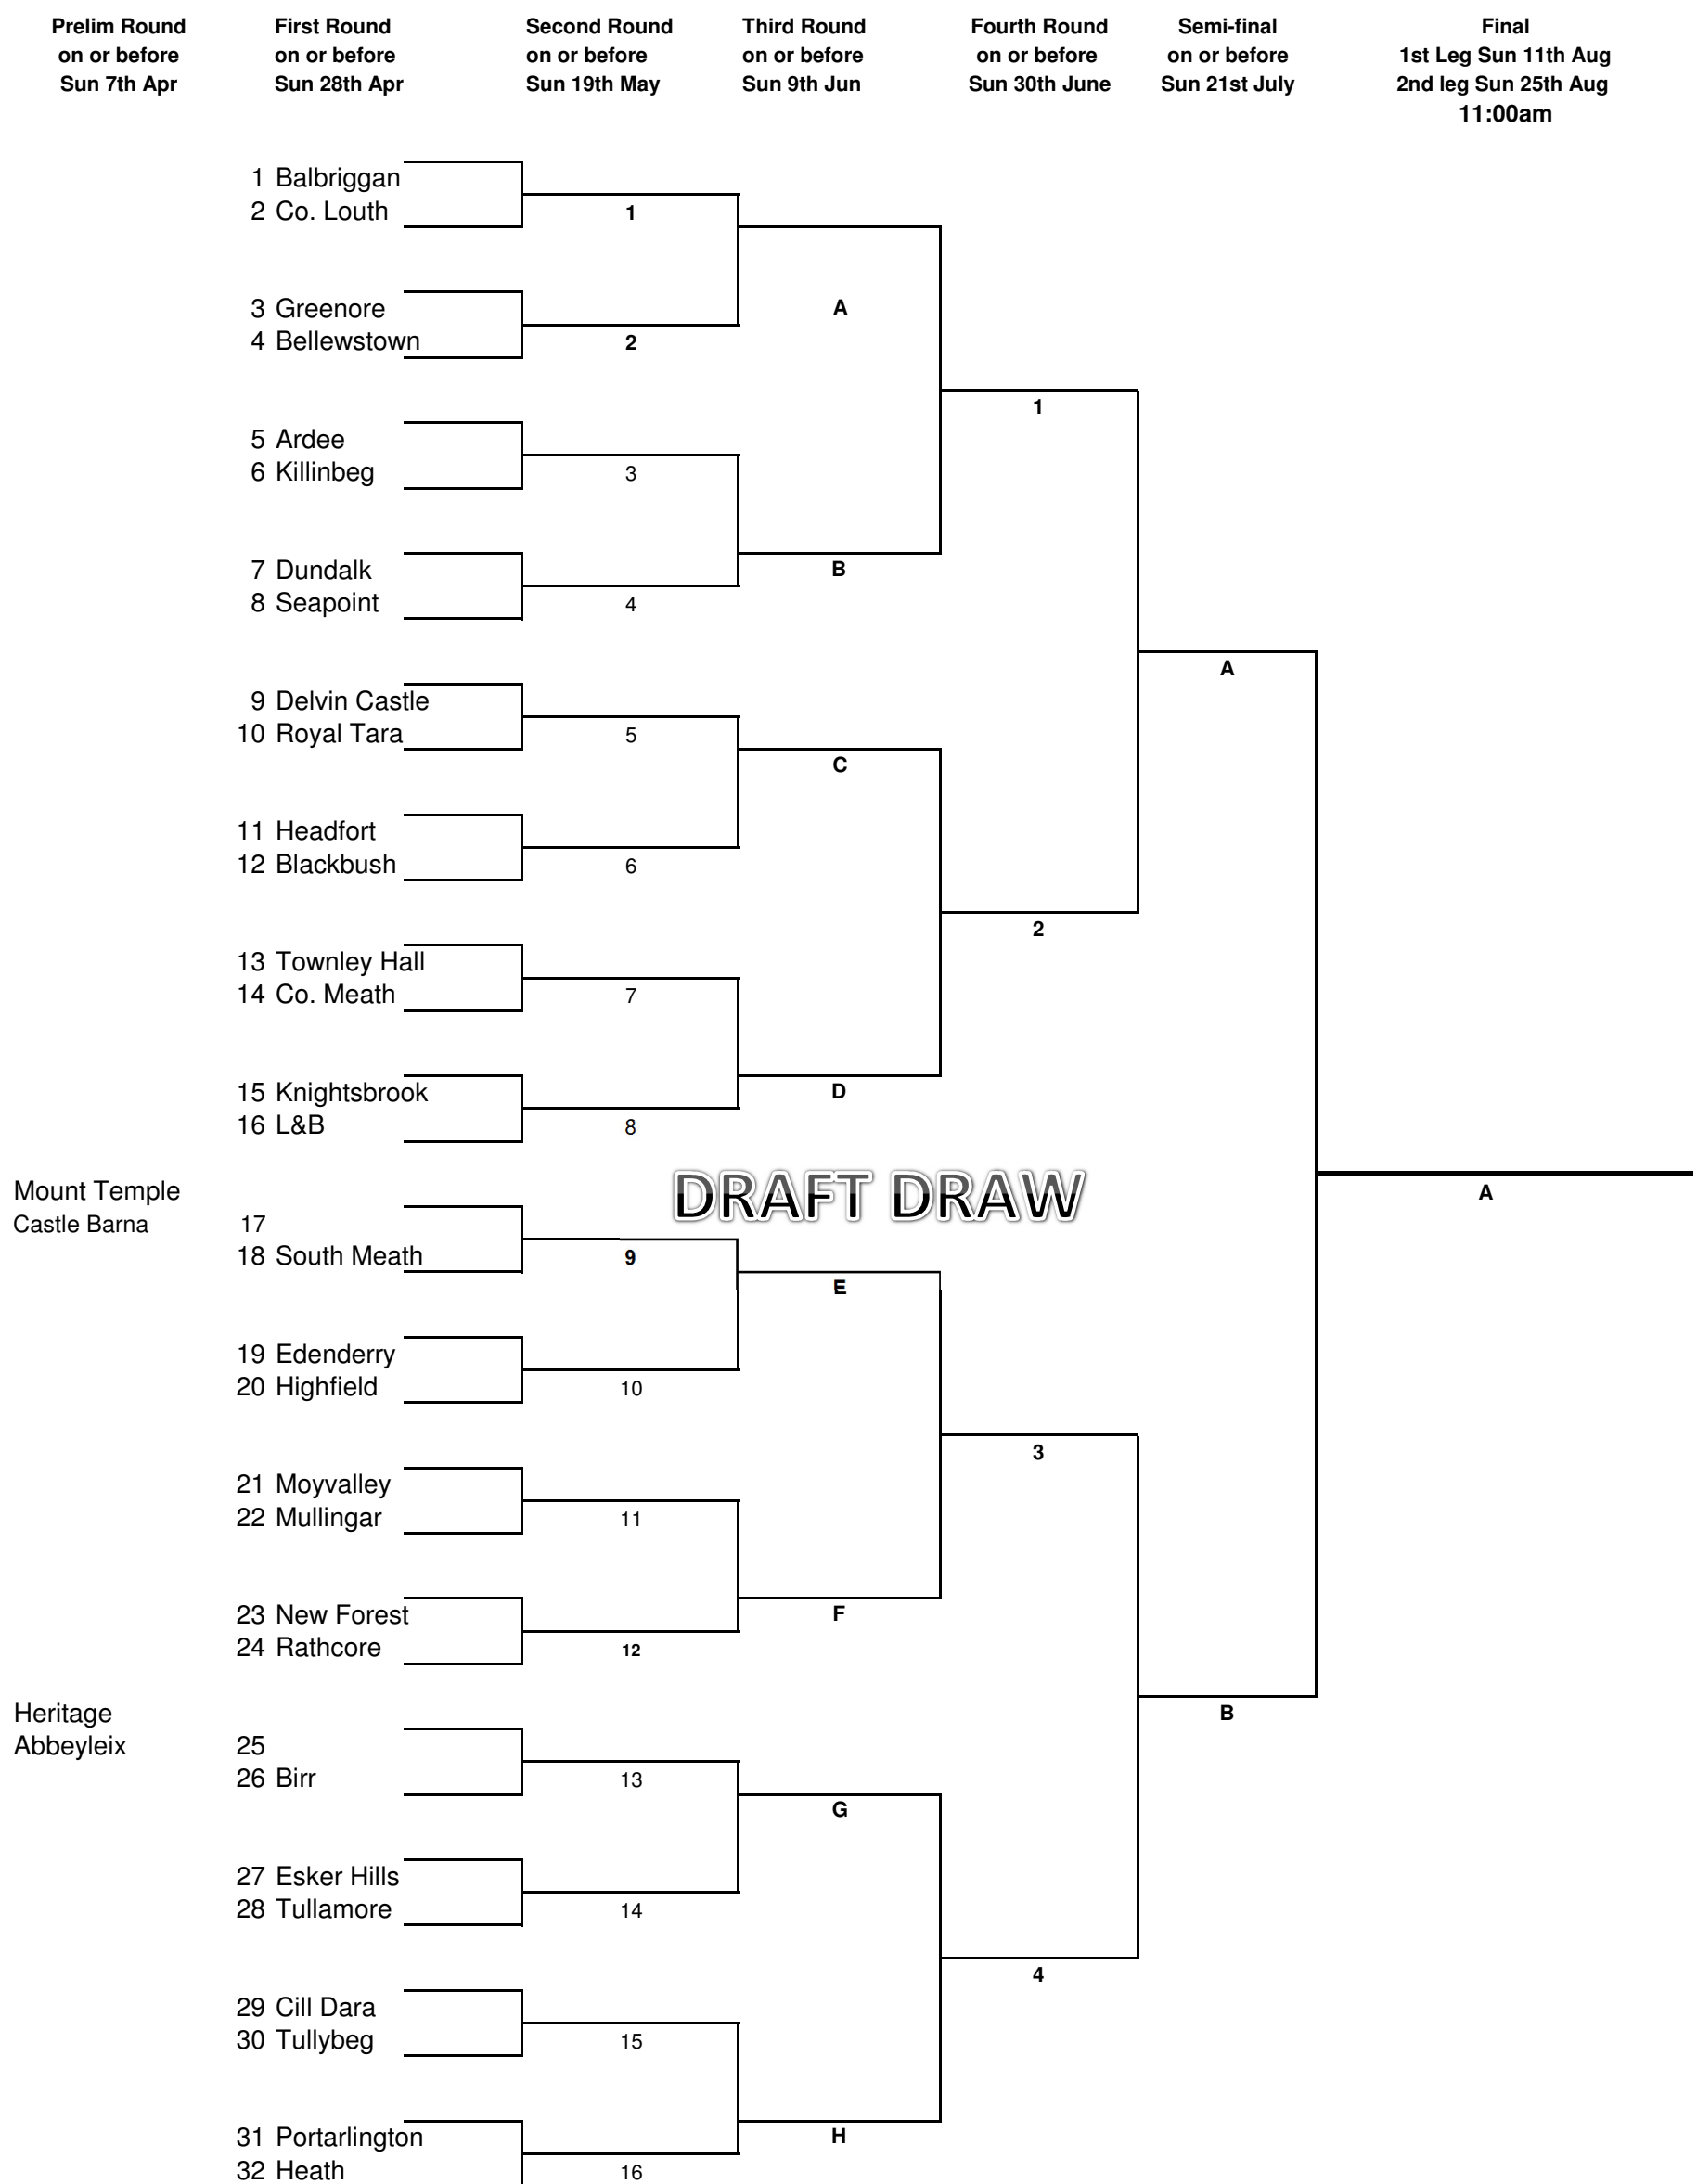 Prelim Round First Round Second Round Third Round Fourth Round Semi-final Final
on or before on or before on or before on or before on or before on or before 1st Leg Sun 11th Aug
Sun 7th Apr Sun 28th Apr Sun 19th May Sun 9th Jun Sun 30th June Sun 21st July 2nd leg Sun 25th Aug
11:00am
1 Balbriggan
2 Co. Louth 1
3 Greenore A
4 Bellewstown 2
1
5 Ardee
6 Killinbeg 3
7 Dundalk B
8 Seapoint 4
A
9 Delvin Castle
10 Royal Tara 5
C
11 Headfort
12 Blackbush 6
2
13 Townley Hall
14 Co. Meath 7
15 Knightsbrook D
16 L&B 8
DRAFT DRAW
Mount Temple A
Castle Barna 17
18 South Meath 9
E
19 Edenderry
20 Highfield 10
3
21 Moyvalley
22 Mullingar 11
23 New Forest F
24 Rathcore 12
Heritage B
Abbeyleix 25
26 Birr 13
G
27 Esker Hills
28 Tullamore 14
4
29 Cill Dara
30 Tullybeg 15
31 Portarlington H
32 Heath 16